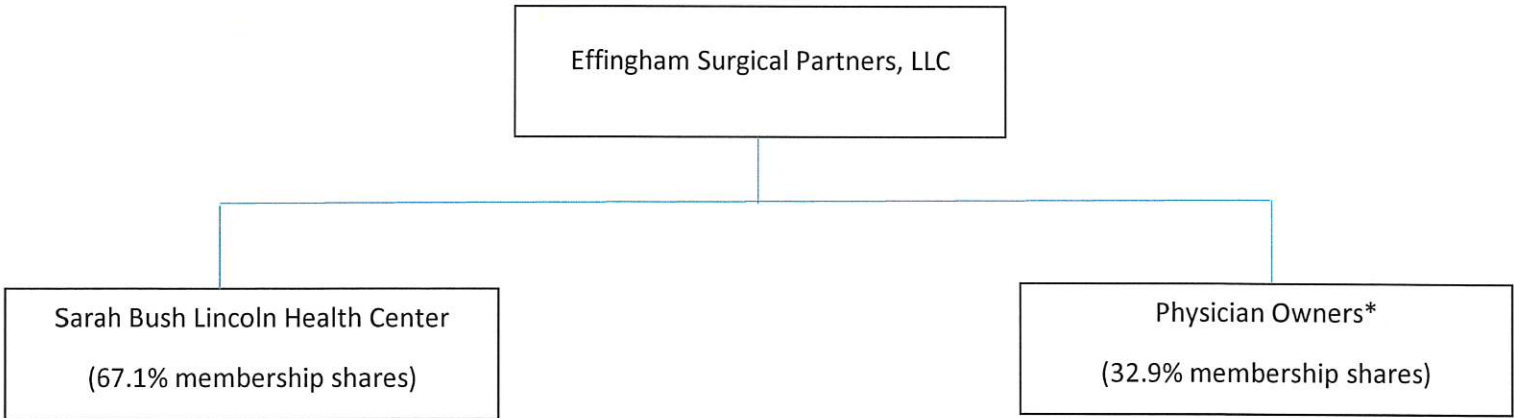 Effingham Surgical Partners, LLC
Sarah Bush Lincoln Health Center
(67.1% membership shares)
Physician Owners*
(32.9% membership shares)